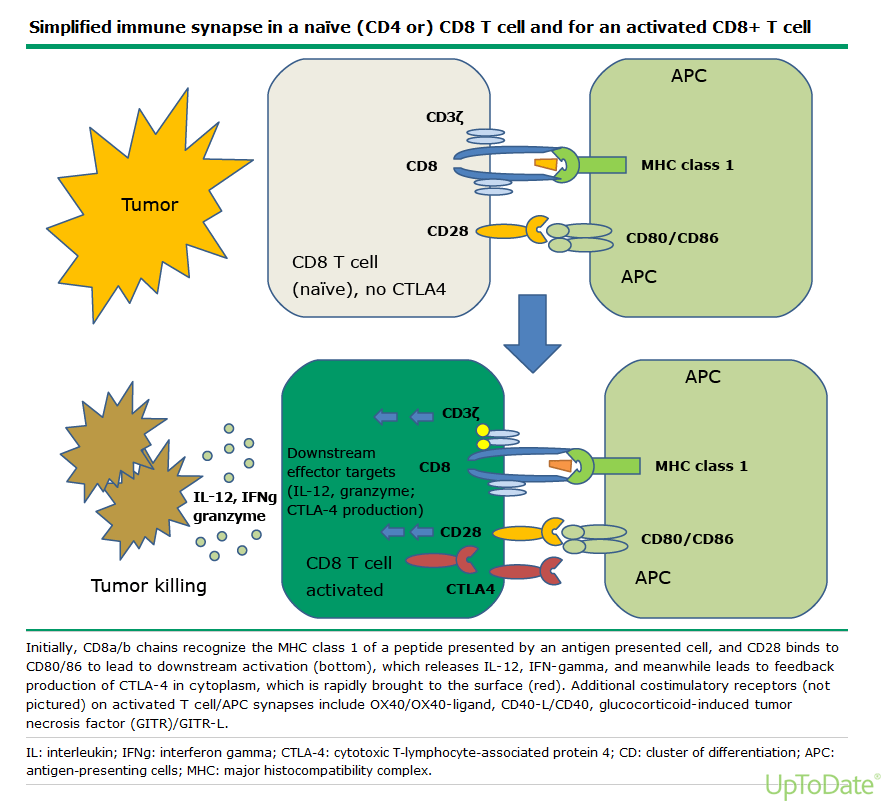 Simplified immune synapse in a naïve (CD4 or) CD8 T cell and for an activated CD8+ T cell
APC
CD3ζ
Tumor
CD8
MHC class 1
CD28
CD80/CD86
CD8 T cell
(naïve), no CTLA4
APC
APC
CD3ζ
Downstream
effector targets
(IL-12, granzyme;
CTLA-4 production)
CD8
MHC class 1
IL-12, IFNg
granzyme
CD28
CD80/CD86
CD8 T cell
activated
CTLA4
APC
Tumor killing
Initially, CD8a/b chains recognize the MHC class 1 of a peptide presented by an antigen presented cell, and CD28 binds to
CD80/86 to lead to downstream activation (bottom), which releases IL-12, IFN-gamma, and meanwhile leads to feedback
production of CTLA-4 in cytoplasm, which is rapidly brought to the surface (red). Additional costimulatory receptors (not
pictured) on activated T cell/APC synapses include OX40/OX40-ligand, CD40-L/CD40, glucocorticoid-induced tumor
necrosis factor (GITR)/GITR-L.
IL: interleukin; IFNg: interferon gamma; CTLA-4: cytotoxic T-lymphocyte-associated protein 4; CD: cluster of differentiation; APC:
antigen-presenting cells; MHC: major histocompatibility complex.
UpToDate®